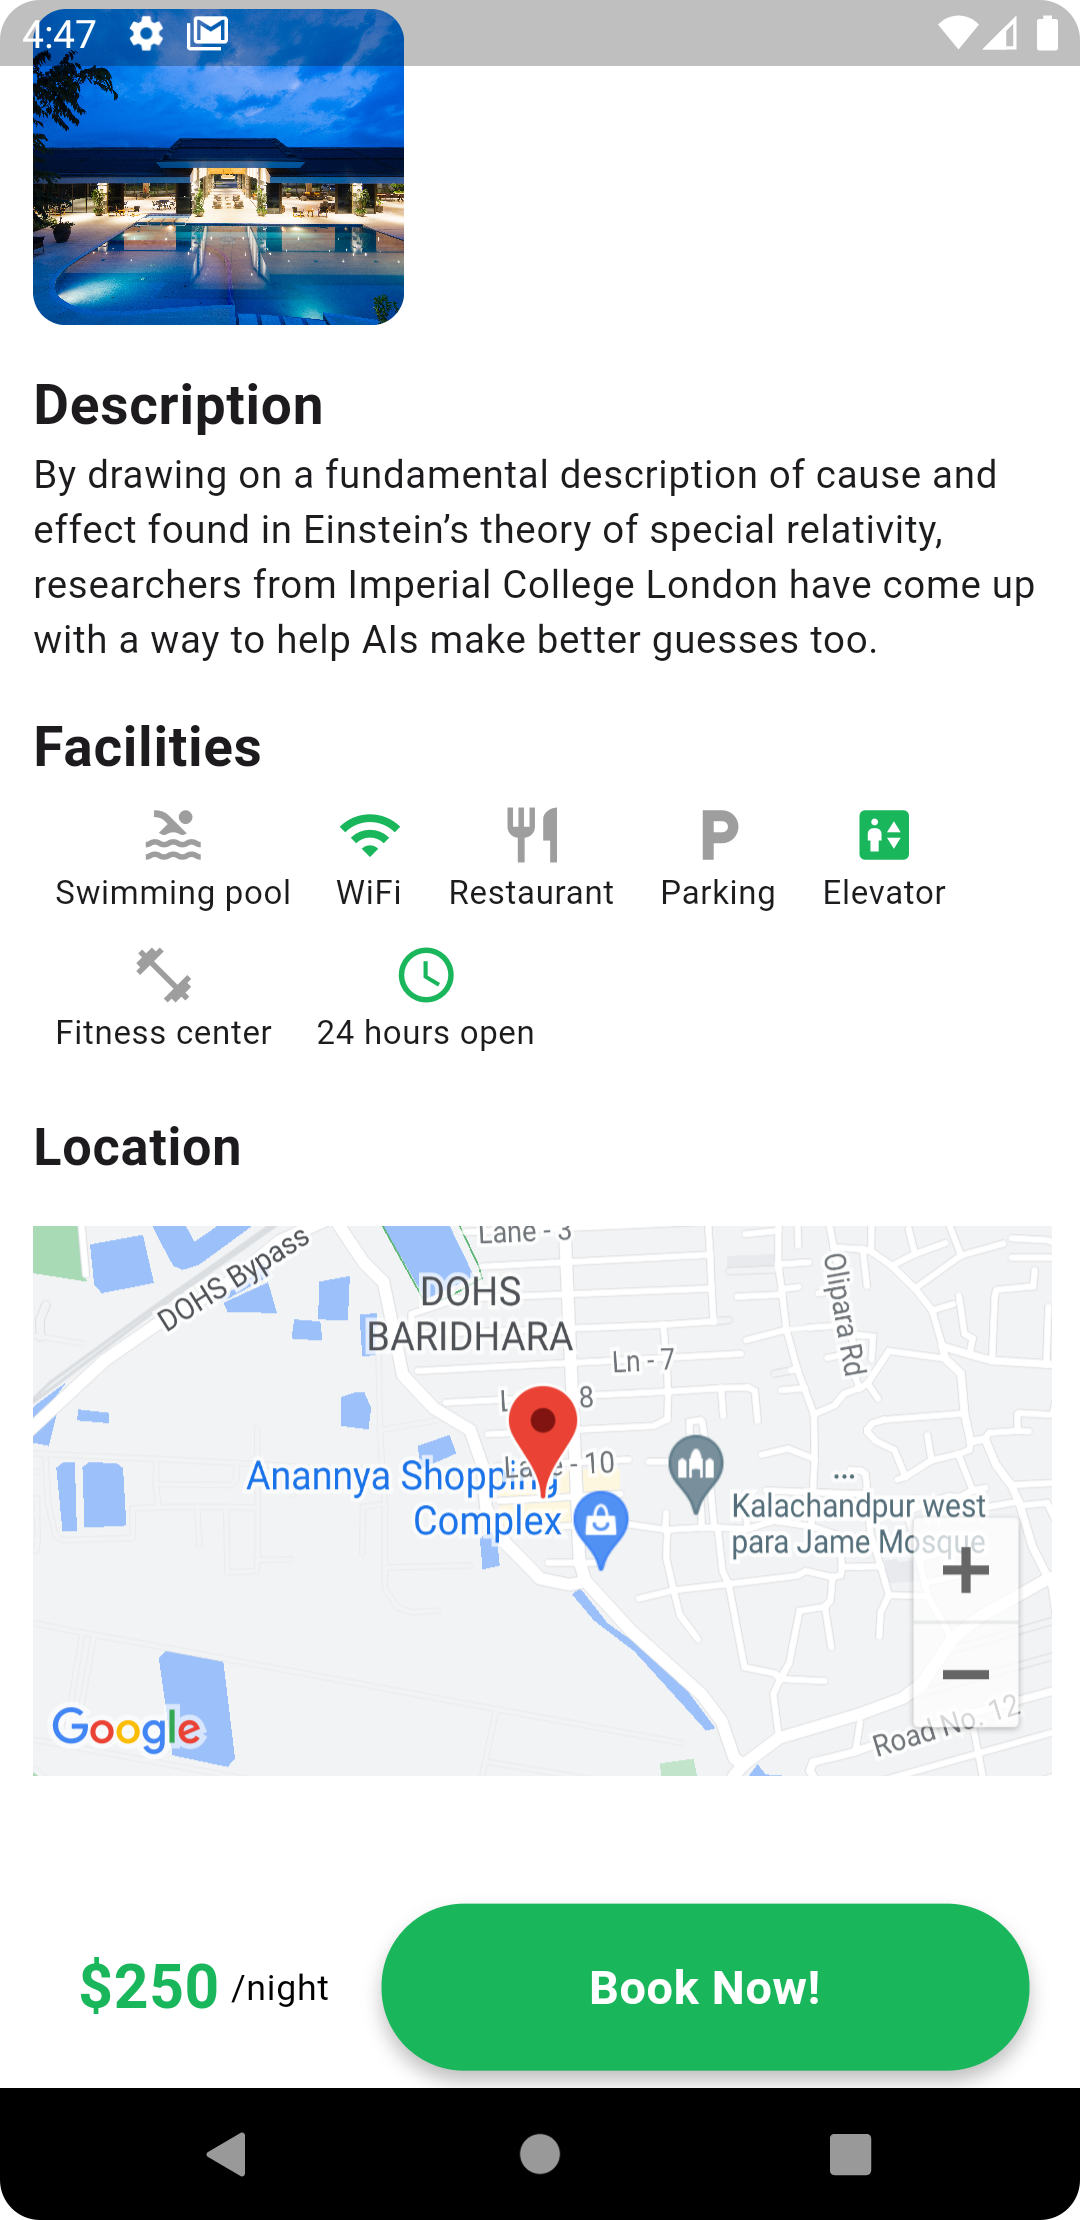 4:47
Description
By drawing on a fundamental description of cause and
effect found in Einstein’s theory of special relativity,
researchers from Imperial College London have come up
with a way to help AIs make better guesses too.
Facilities
Swimming pool WiFi Restaurant Parking Elevator
Fitness center 24 hours open
Location
Lane - 3
DOHS Bypass
DOHS
BARIDHARA
Olipara Rd
Ln - 7
8
Lane - 10
Anannya Shopping
Complex
...
Kalachandpur west
para Jame Mosque
Road No. 12
Google
$250 /night
Book Now!